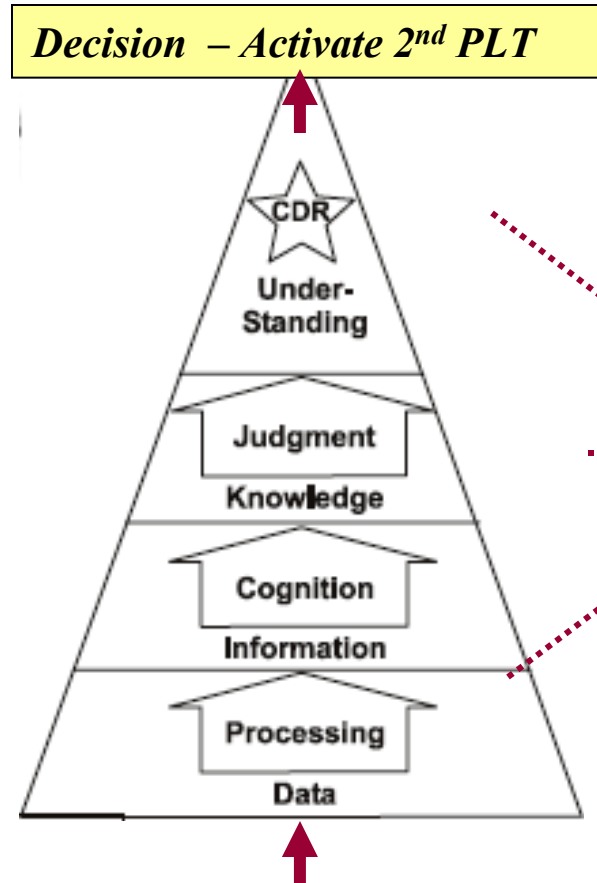 Decision – Activate 2nd PLT
CDR
Under-
Standing
Judgment
Knowledge
Cognition
Information
Processing
Data